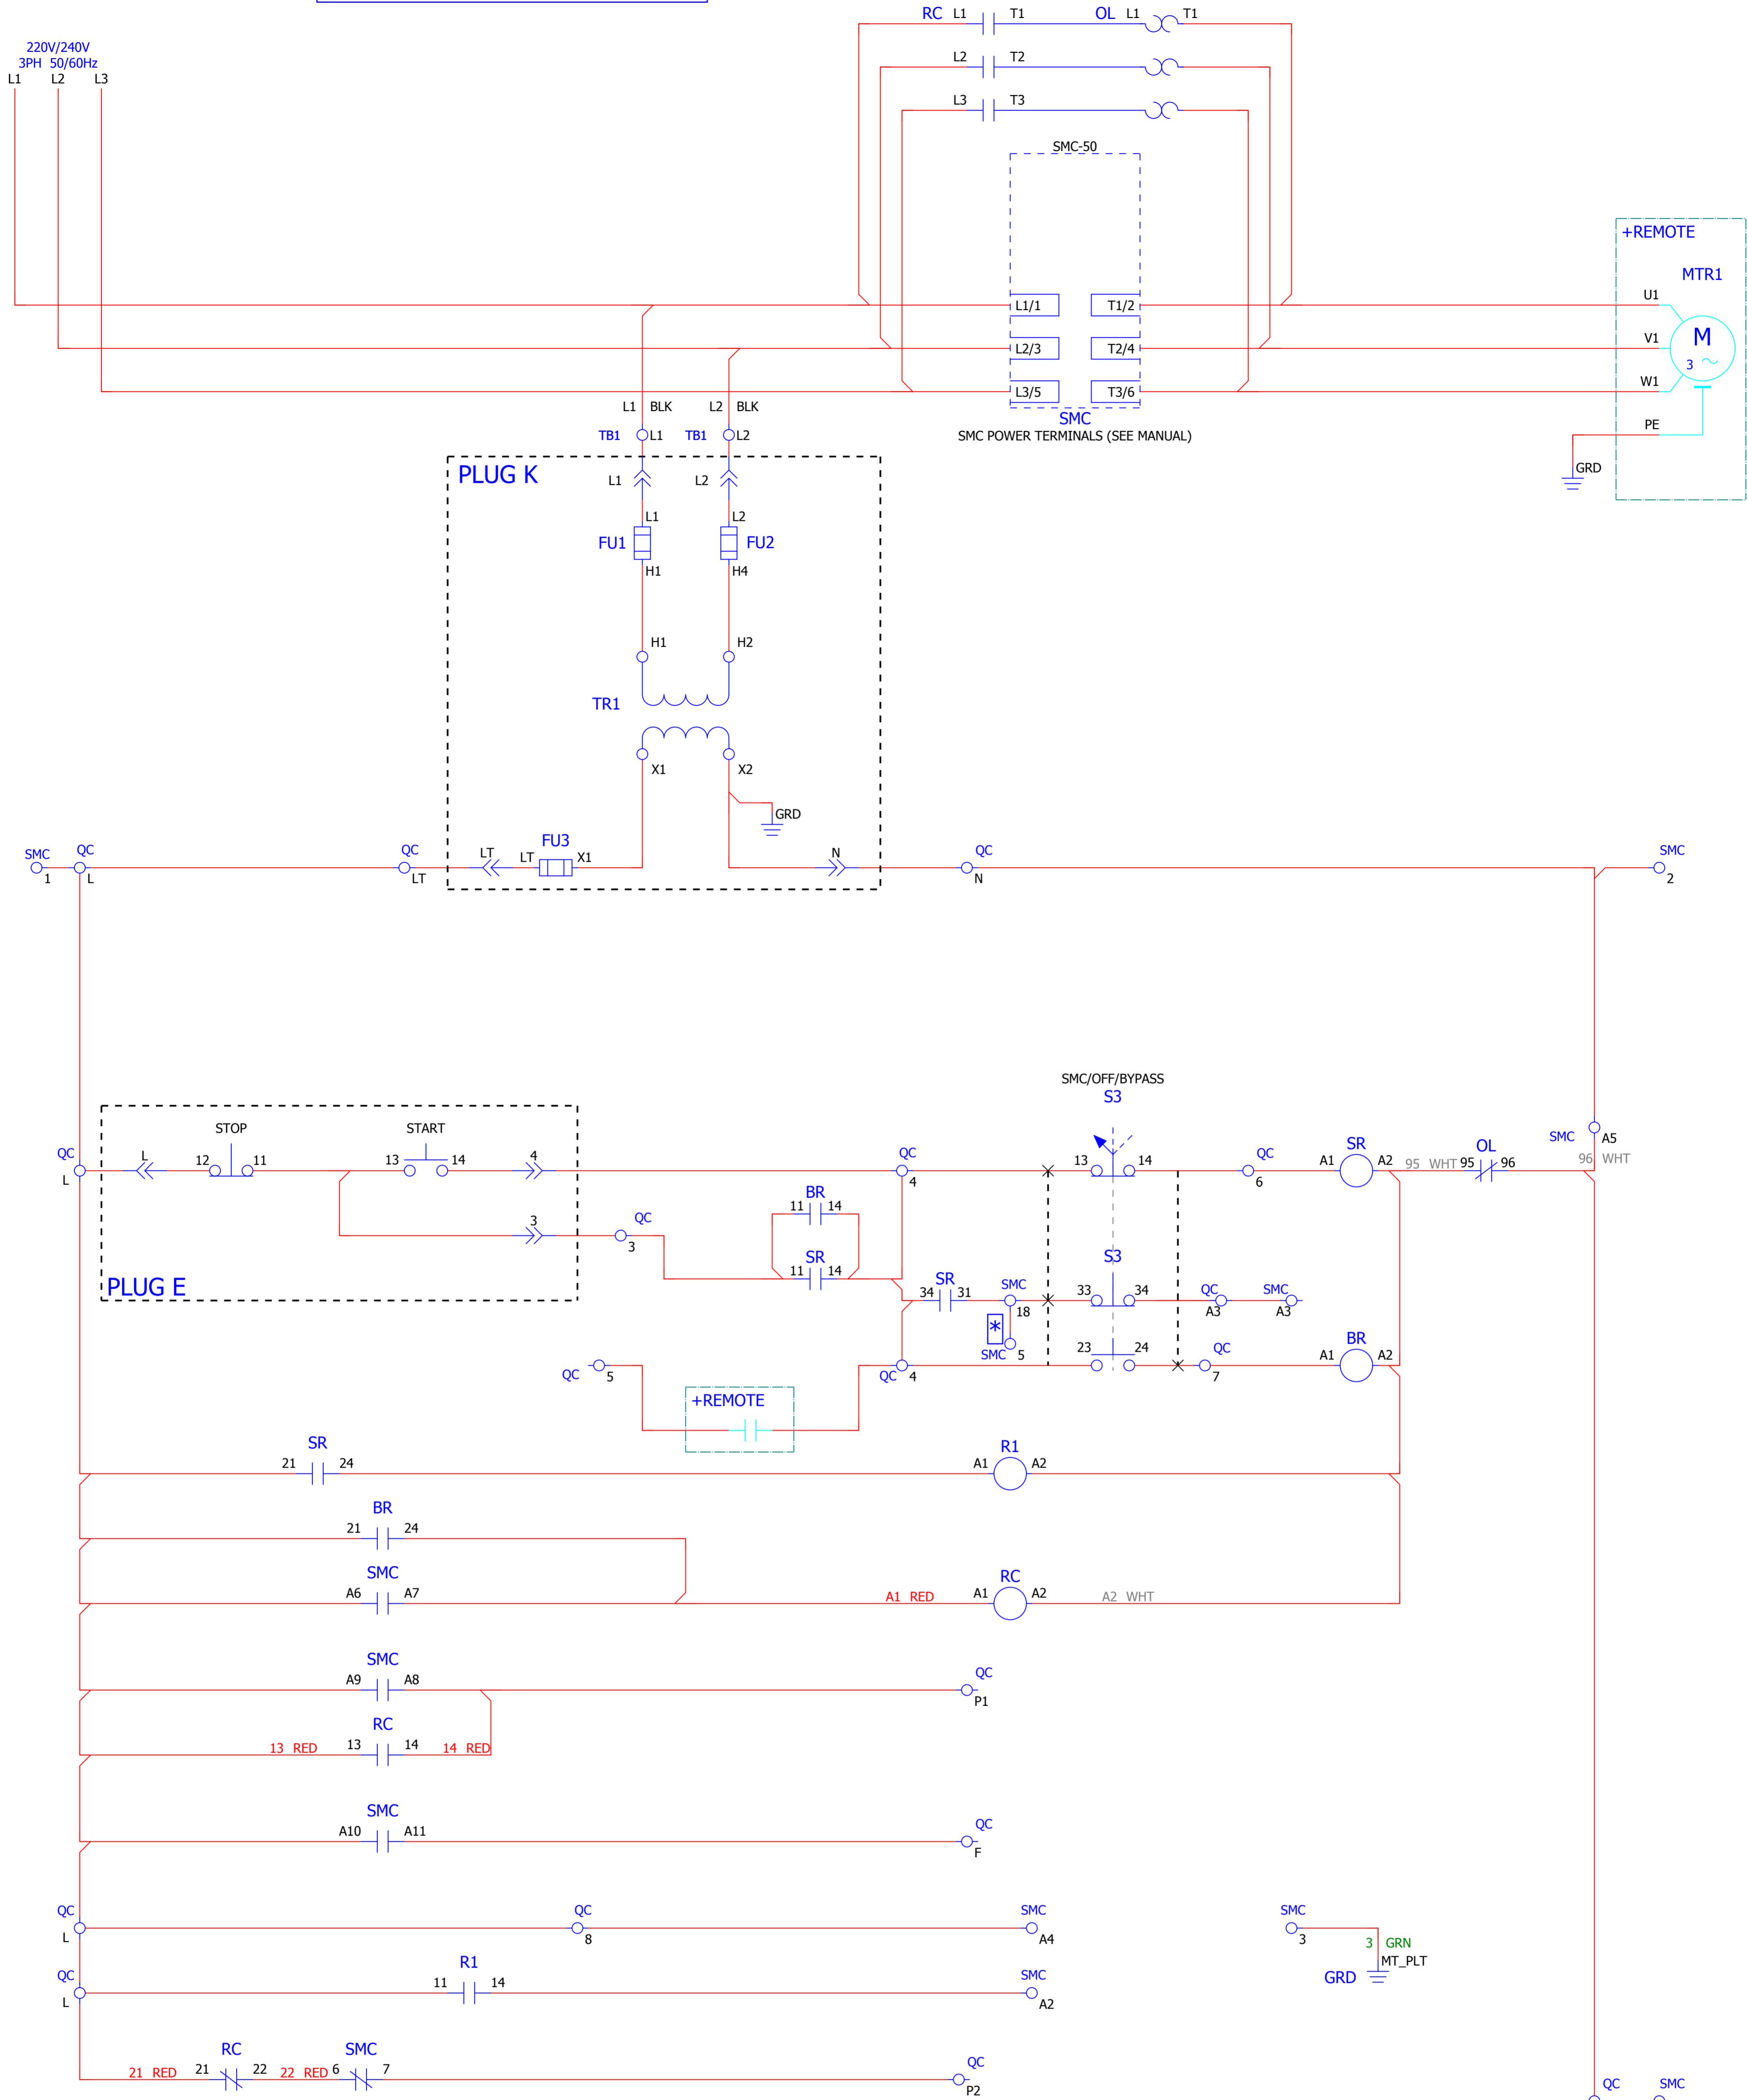 RC L1 T1 OL L1 T1
220V/240V
3PH 50/60Hz
L1 L2 L3
L2 T2
L3 T3
SMC-50
+REMOTE
MTR1
L1/1 T1/2 U1
L2/3 T2/4 V1 M
3
L3/5 T3/6 W1
L1 BLK L2 BLK
SMC
SMC POWER TERMINALS (SEE MANUAL)
PE
TB1 L1 TB1 L2
GRD
PLUG K
L1 L2
L1 L2
FU1 FU2
H1 H4
H1 H2
TR1
X1 X2
GRD
SMC QC QC FU3 QC SMC
LT LT X1 N
1 L LT N 2
SMC/OFF/BYPASS
S3
STOP START
SMC A5
QC L 12 11 13 14 4 QC 13 14 QC SR OL
A1 A2 95 WHT 95 96 96 WHT
L 4 6
BR
11 14
3 QC
3
SR S3
11 14
PLUG E
SR SMC QC SMC
34 31 33 34
18 A3 A3
*
SMC 5 23 24 QC BR
A1 A2
QC 5 QC 4 7
+REMOTE
SR R1
21 24 A1 A2
BR
21 24
SMC RC
A6 A7 A1 RED A1 A2 A2 WHT
SMC QC
A9 A8
P1
RC
13 RED 13 14 14 RED
SMC QC
A10 A11
F
QC QC SMC SMC
L 8 A4 3
3 GRN
MT_PLT
GRD
QC R1 SMC
11 14
L A2
RC SMC QC
21 RED 21 22 22 RED 6 7
P2
QC SMC